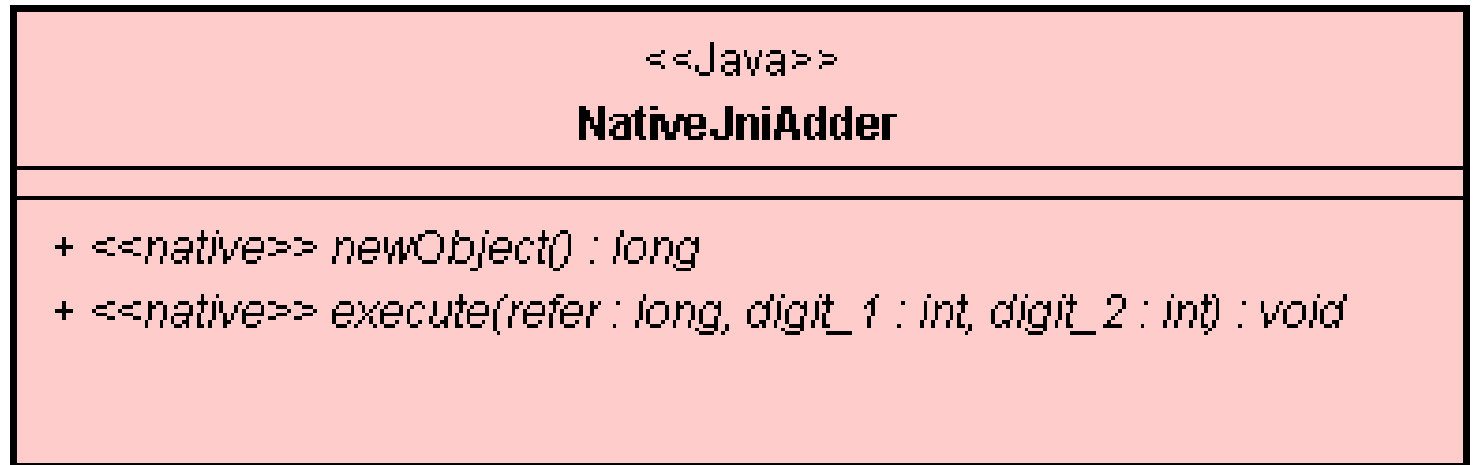 <<Java>>
NativeJniAdder
+ <<native>> newObject() : long
+ <<native>> execute(refer : long, digit_1 : int, digit_2 : int) : void